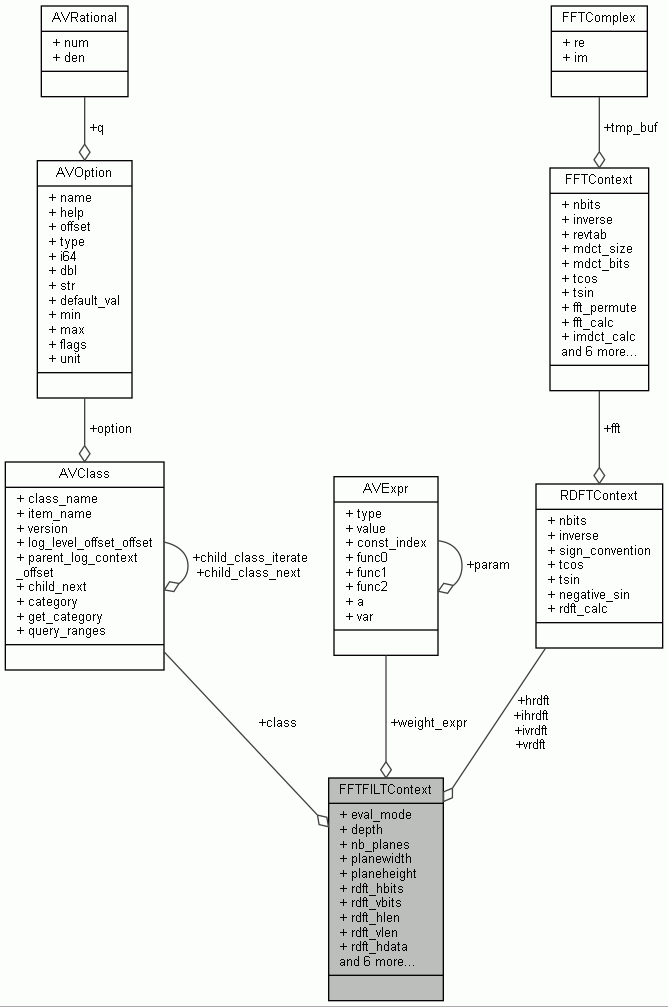 AVRational
+ num
+ den
+q
AVOption
+ name
+ help
+ offset
+ type
+ i64
+ dbl
+ str
+ default_val
+ min
+ max
+ flags
+ unit
+option
AVClass
+ class_name
+ item_name
+ version
+ log_level_offset_offset
+ parent_log_context
_offset
+ child_next
+ category
+ get_category
+ query_ranges
+child_class_iterate
+child_class_next
+class
AVExpr
+ type
+ value
+ const_index
+ func0
+ func1
+ func2
+ a
+ var
+param
+weight_expr
FFTComplex
+ re
+ im
+tmp_buf
FFTContext
+ nbits
+ inverse
+ revtab
+ mdct_size
+ mdct_bits
+ tcos
+ tsin
+ fft_permute
+ fft_calc
+ imdct_calc
and 6 more...
+fft
RDFTContext
+ nbits
+ inverse
+ sign_convention
+ tcos
+ tsin
+ negative_sin
+ rdft_calc
+hrdft
+ihrdft
+ivrdft
+vrdft
FFTFILTContext
+ eval_mode
+ depth
+ nb_planes
+ planewidth
+ planeheight
+ rdft_hbits
+ rdft_vbits
+ rdft_hlen
+ rdft_vlen
+ rdft_hdata
and 6 more...